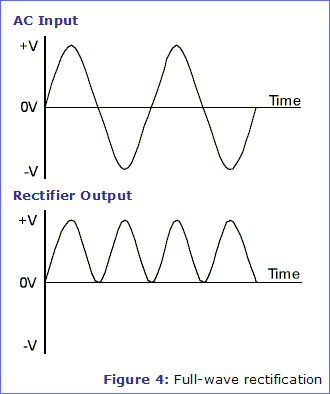 AC Input
+V
0V
Time
-V
Rectifier Output
+V
0V
Time
-V
Figure 4: Full-wave rectification